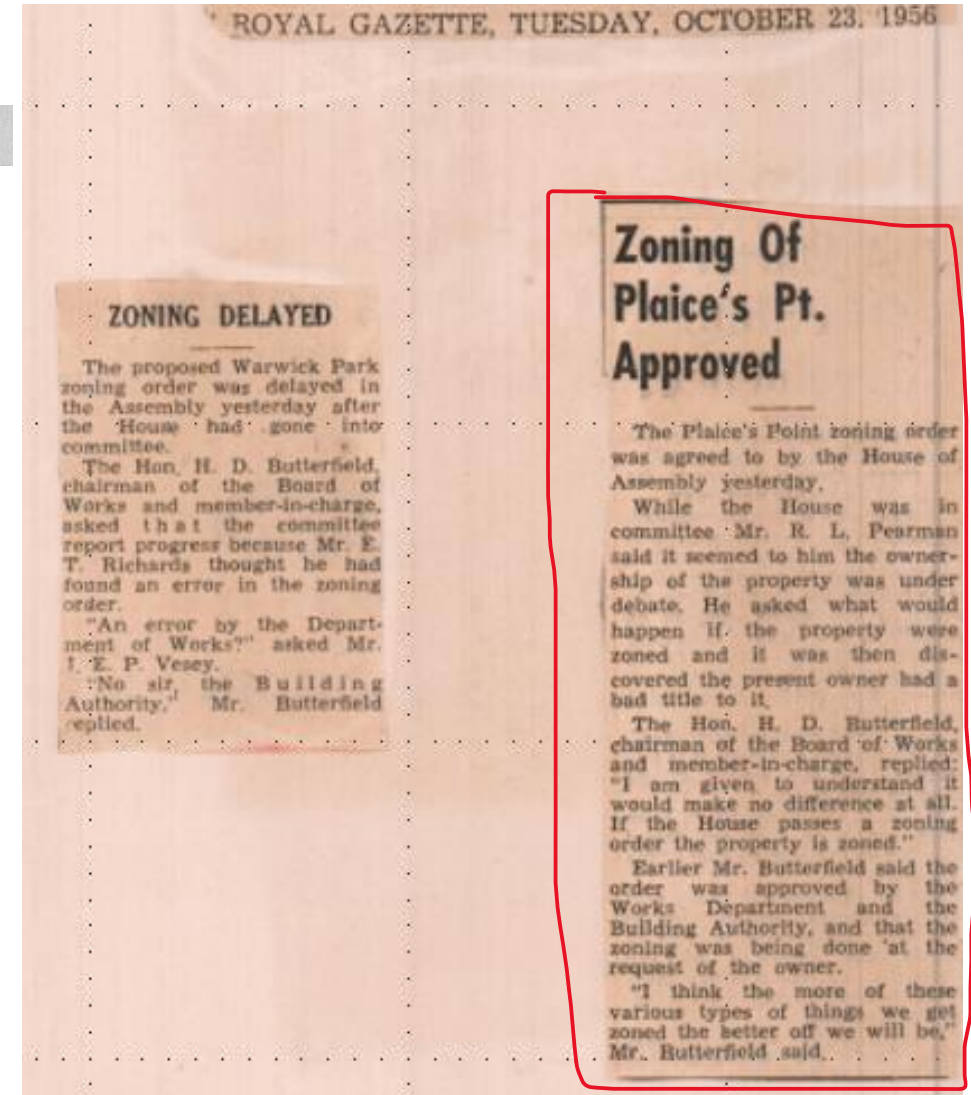 ROYAL GAZETTE, TUESDAY, OCTOBER 23, 1956
ZONING DELAYED
The proposed Warwick Park
zoning order was delayed in
the Assembly yesterday after
the House had gone into
committee.
The Hon. H. D. Butterfield,
chairman of the Board of
Works and member-in-charge,
asked that the committee
report progress because Mr. E.
T. Richards thought he had
found an error in the zoning
order.
"An error by the Depart-
ment of Works?" asked Mr.
J. E. P. Vesey.
"No sir, the Building
Authority," Mr. Butterfield
replied.
Zoning Of
Plaice's Pt.
Approved
The Plaice's Point zoning order
was agreed to by the House of
Assembly yesterday.
While the House was in
committee Mr. R. L. Pearman
said it seemed to him the owner-
ship of the property was under
debate. He asked what would
happen if the property were
zoned and it was then dis-
covered the present owner had a
bad title to it.
The Hon. H. D. Butterfield,
chairman of the Board of Works
and member-in-charge, replied:
"I am given to understand it
would make no difference at all.
If the House passes a zoning
order the property is zoned."
Earlier Mr. Butterfield said the
order was approved by the
Works Department and the
Building Authority, and that the
zoning was being done at the
request of the owner.
"I think the more of these
various types of things we get
zoned the better off we will be,"
Mr. Butterfield said.